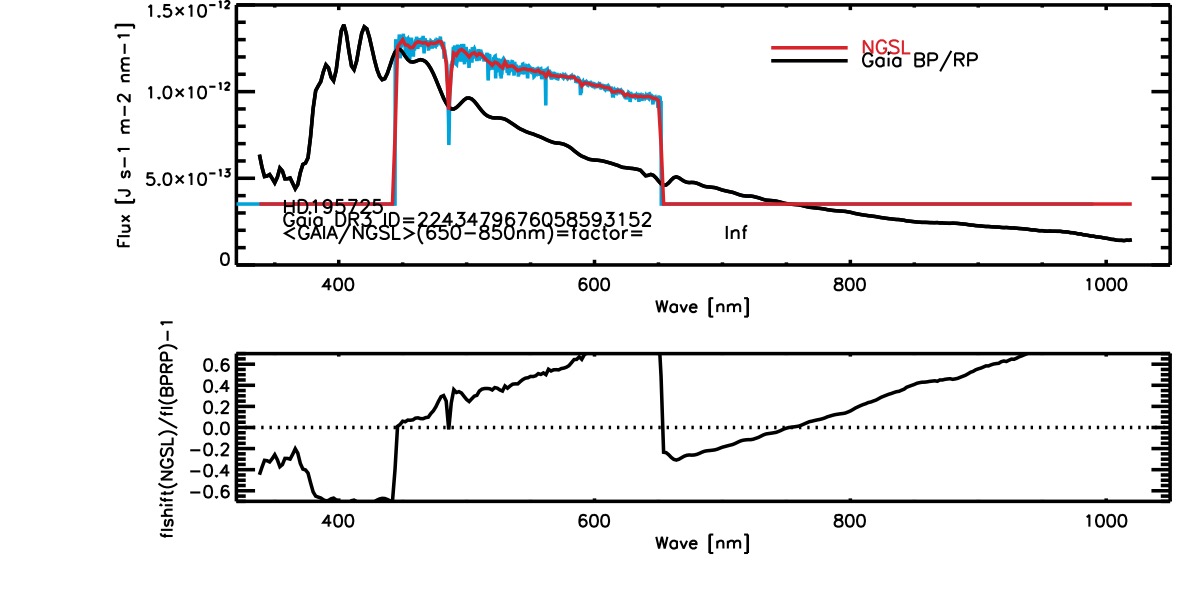 1.5×10−12
NGSL
Gaia BP/RP
1.0×10−12
5.0×10−13
HD195725
Gaia DR3 ID=2243479676058593152
<GAIA/NGSL>(650−850nm)=factor= Inf
0
400 600 800 1000
Wave [nm]
Flux [J s−1 m−2 nm−1]
0.6
0.4
0.2
0.0
−0.2
−0.4
−0.6
400 600 800 1000
Wave [nm]
flshift(NGSL)/fl(BPRP)−1